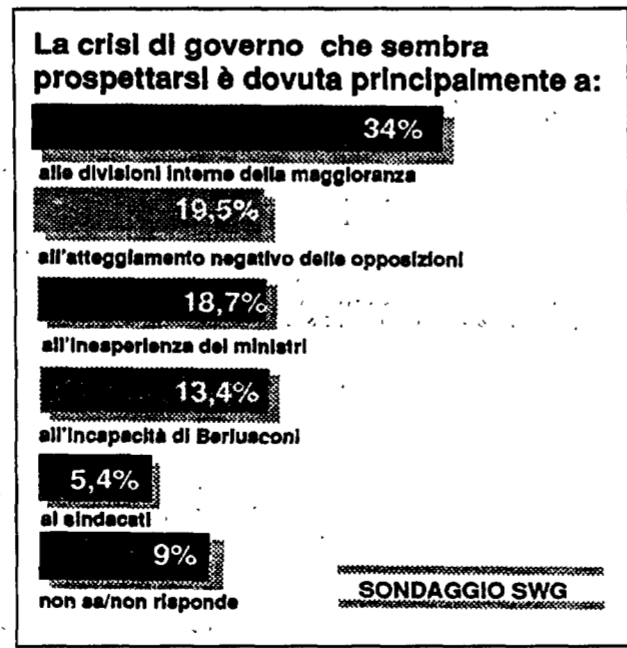 La crisi di governo che sembra
prospettarsi è dovuta principalmente a:
34%
alle divisioni interne della maggioranza
19,5%
all'atteggiamento negativo delle opposizioni
18,7%
all'inesperienza dei ministri
13,4%
all'incapacità di Berlusconi
5,4%
ai sindacati
9%
non sa/non risponde
SONDAGGIO SWG